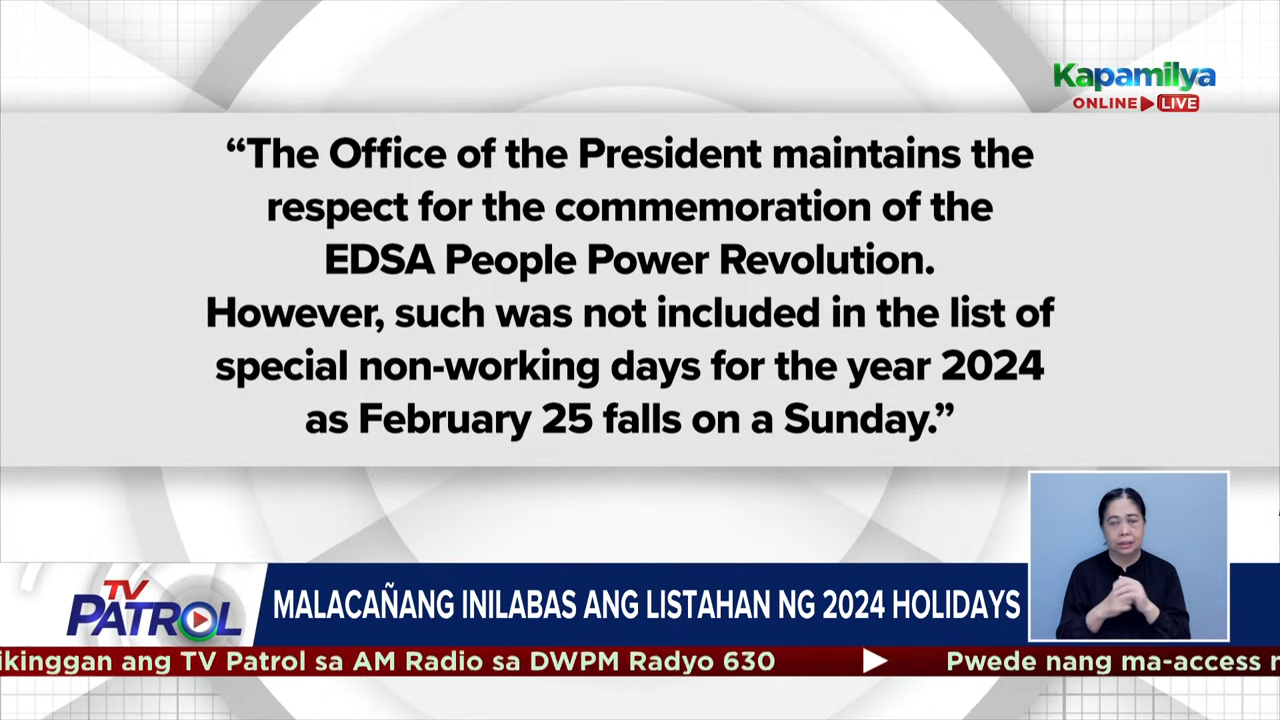 Kapamilya
ONLINE LIVE
“The Office of the President maintains the
respect for the commemoration of the
EDSA People Power Revolution.
However, such was not included in the list of
special non-working days for the year 2024
as February 25 falls on a Sunday.”
TV
PATROL
MALACAÑANG INILABAS ANG LISTAHAN NG 2024 HOLIDAYS
ikinggan ang TV Patrol sa AM Radio sa DWPM Radyo 630 Pwede nang ma-access